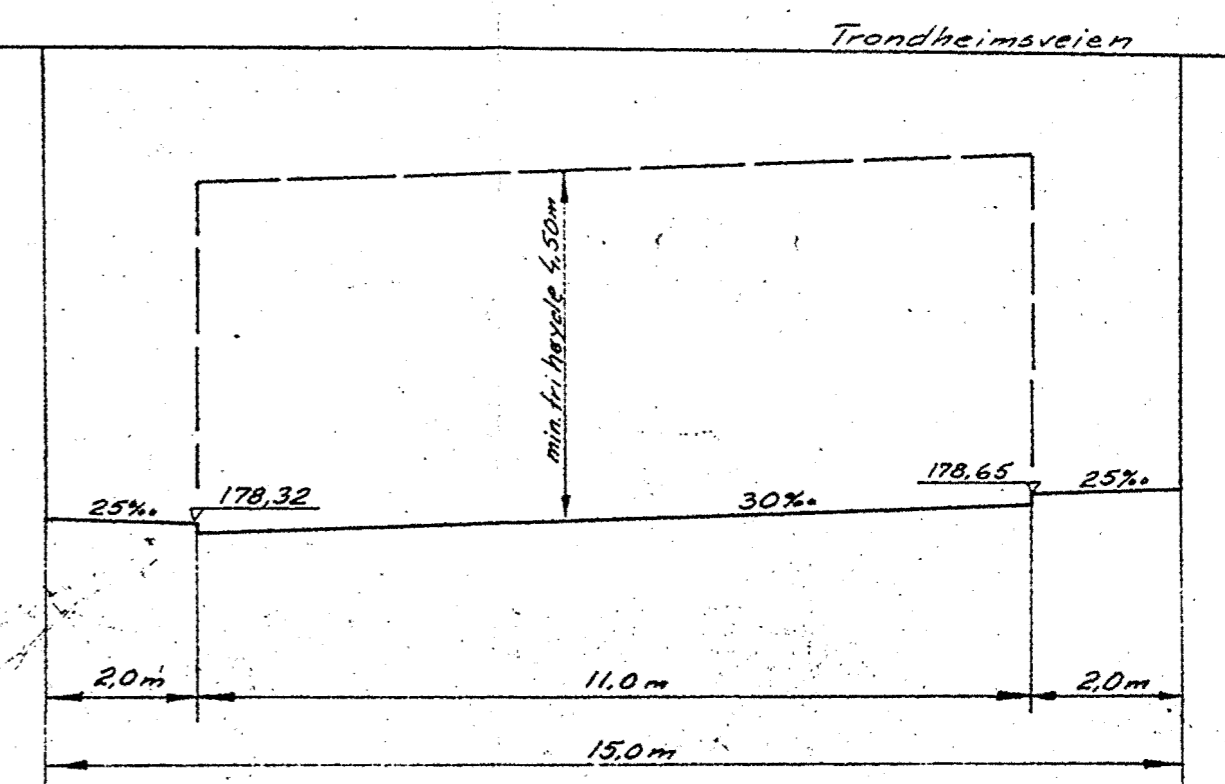 Trondheimsveien
min. fri høyde 4,50m
25‰
178,32
30‰
178,65
25‰
2,0m
11,0m
2,0m
15,0m